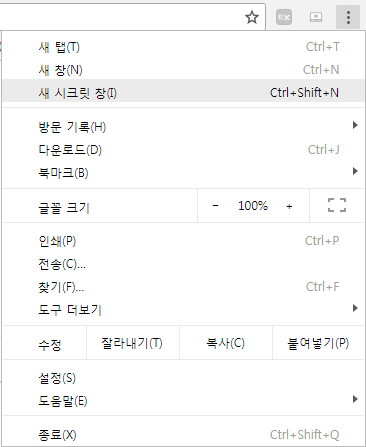 새 탭(T) Ctrl+T
새 창(N) Ctrl+N
새 시크릿 창(I) Ctrl+Shift+N
방문 기록(H)
다운로드(D) Ctrl+J
북마크(B)
글꼴 크기 − 100% +
인쇄(P) Ctrl+P
전송(C)...
찾기(F)... Ctrl+F
도구 더보기
수정 잘라내기(T) 복사(C) 붙여넣기(P)
설정(S)
도움말(E)
종료(X) Ctrl+Shift+Q